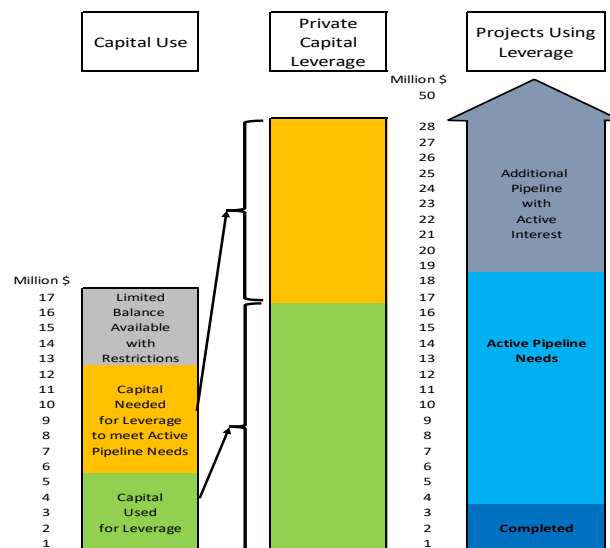 Capital Use
Private
Capital
Leverage
Projects Using
Leverage
Million $
50
28
27
26
25
24
23
22
21
20
19
18
17
16
15
14
13
12
11
10
9
8
7
6
5
4
3
2
1
Additional
Pipeline
with
Active
Interest
Active Pipeline
Needs
Completed
Million $
17
16
15
14
13
12
11
10
9
8
7
6
5
4
3
2
1
Limited
Balance
Available
with
Restrictions
Capital
Needed
for Leverage
to meet Active
Pipeline Needs
Capital
Used
for Leverage